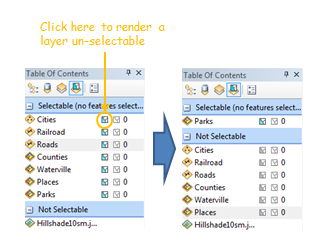 Click here to render a
layer un-selectable
Table Of Contents
Selectable (no features select...
Cities 0
Railroad 0
Roads 0
Counties 0
Waterville 0
Places 0
Parks 0
Not Selectable
Hillshade10sm.j...
Table Of Contents
Selectable (no features select...
Parks 0
Not Selectable
Cities 0
Railroad 0
Roads 0
Counties 0
Waterville 0
Places 0
Hillshade10sm.j...